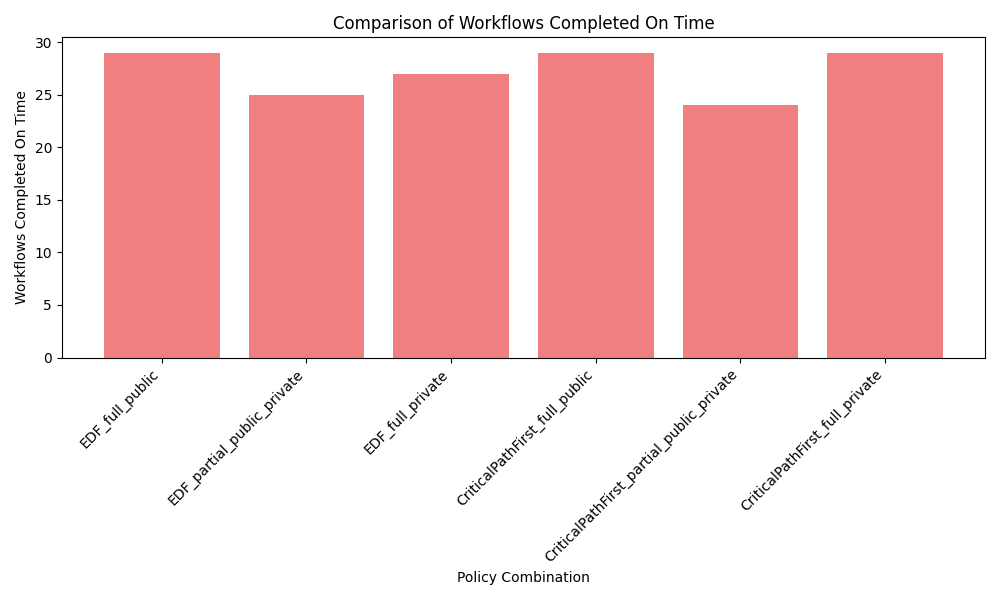 Comparison of Workflows Completed On Time
Workflows Completed On Time
30
25
20
15
10
5
0
EDF_full_public
EDF_partial_public_private
EDF_full_private
CriticalPathFirst_full_public
CriticalPathFirst_partial_public_private
CriticalPathFirst_full_private
Policy Combination